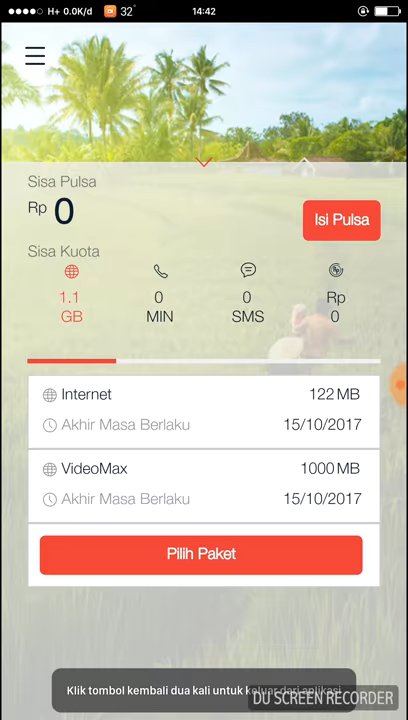 H+ 0.0K/d 32° 14:42
Sisa Pulsa
Rp 0
Isi Pulsa
Sisa Kuota
1.1 0 0 Rp
GB MIN SMS 0
Internet 122 MB
Akhir Masa Berlaku 15/10/2017
VideoMax 1000 MB
Akhir Masa Berlaku 15/10/2017
Pilih Paket
Klik tombol kembali dua kali untuk keluar dari aplikasi
DU SCREEN RECORDER